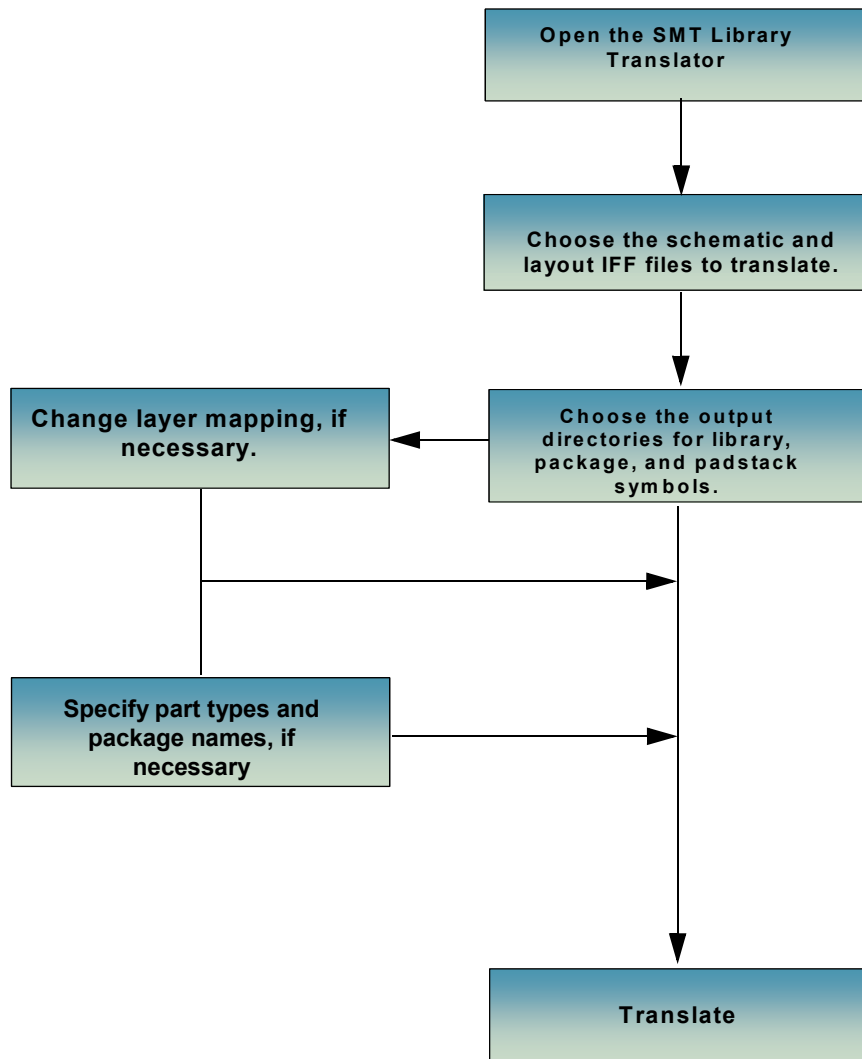 Open the SMT Library
Translator
Choose the schematic and
layout IFF files to translate.
Choose the output
directories for library,
package, and padstack
symbols.
Change layer mapping, if
necessary.
Specify part types and
package names, if
necessary
Translate